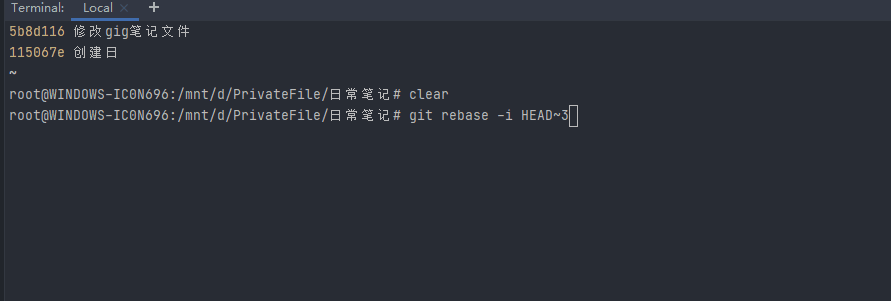 Terminal: Local × +
5b8d116 修改gig笔记文件
115067e 创建日
~
root@WINDOWS-IC0N696:/mnt/d/PrivateFile/日常笔记# clear
root@WINDOWS-IC0N696:/mnt/d/PrivateFile/日常笔记# git rebase -i HEAD~3